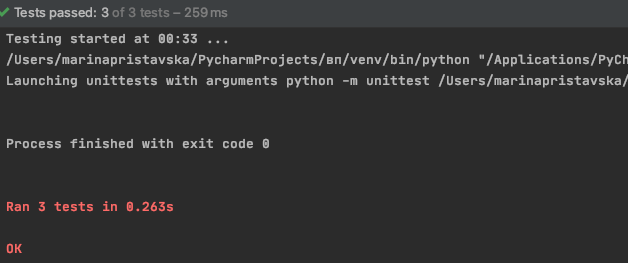 Tests passed: 3 of 3 tests – 259 ms
Testing started at 00:33 ...
/Users/marinapristavska/PycharmProjects/вп/venv/bin/python "/Applications/PyCh
Launching unittests with arguments python -m unittest /Users/marinapristavska/
Process finished with exit code 0
Ran 3 tests in 0.263s
OK